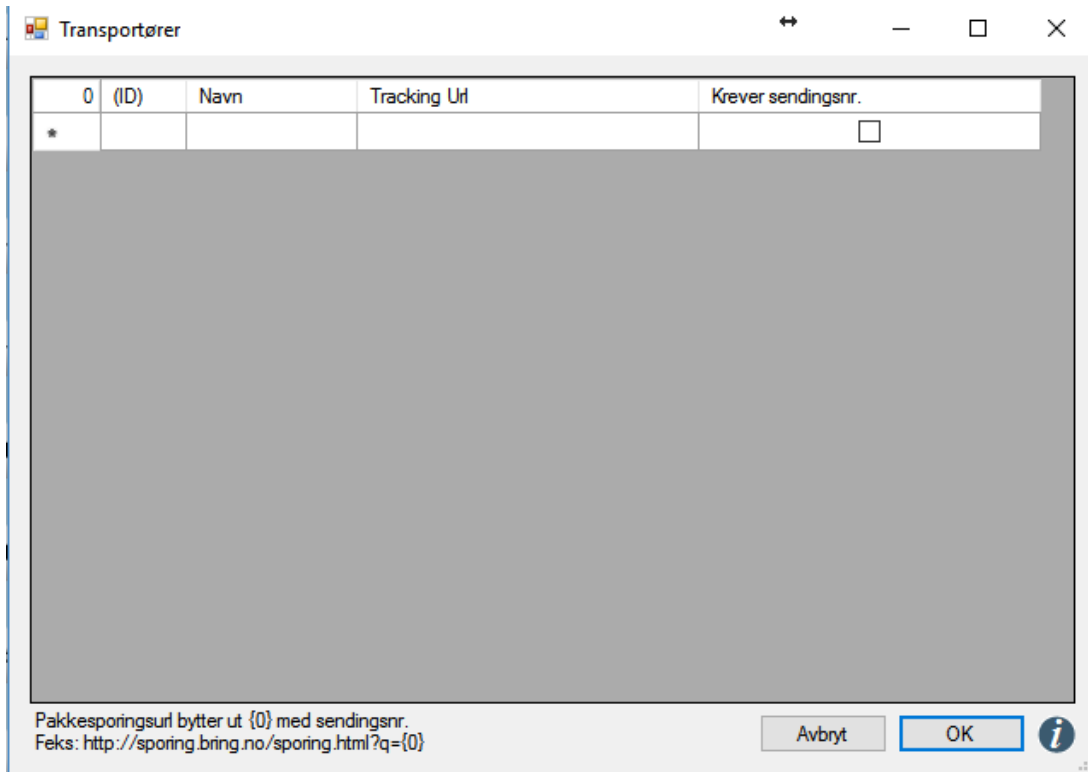 Transportører
0 (ID) Navn Tracking Url Krever sendingsnr.
*
Pakkesporingsurl bytter ut {0} med sendingsnr.
Feks: http://sporing.bring.no/sporing.html?q={0}
Avbryt OK i